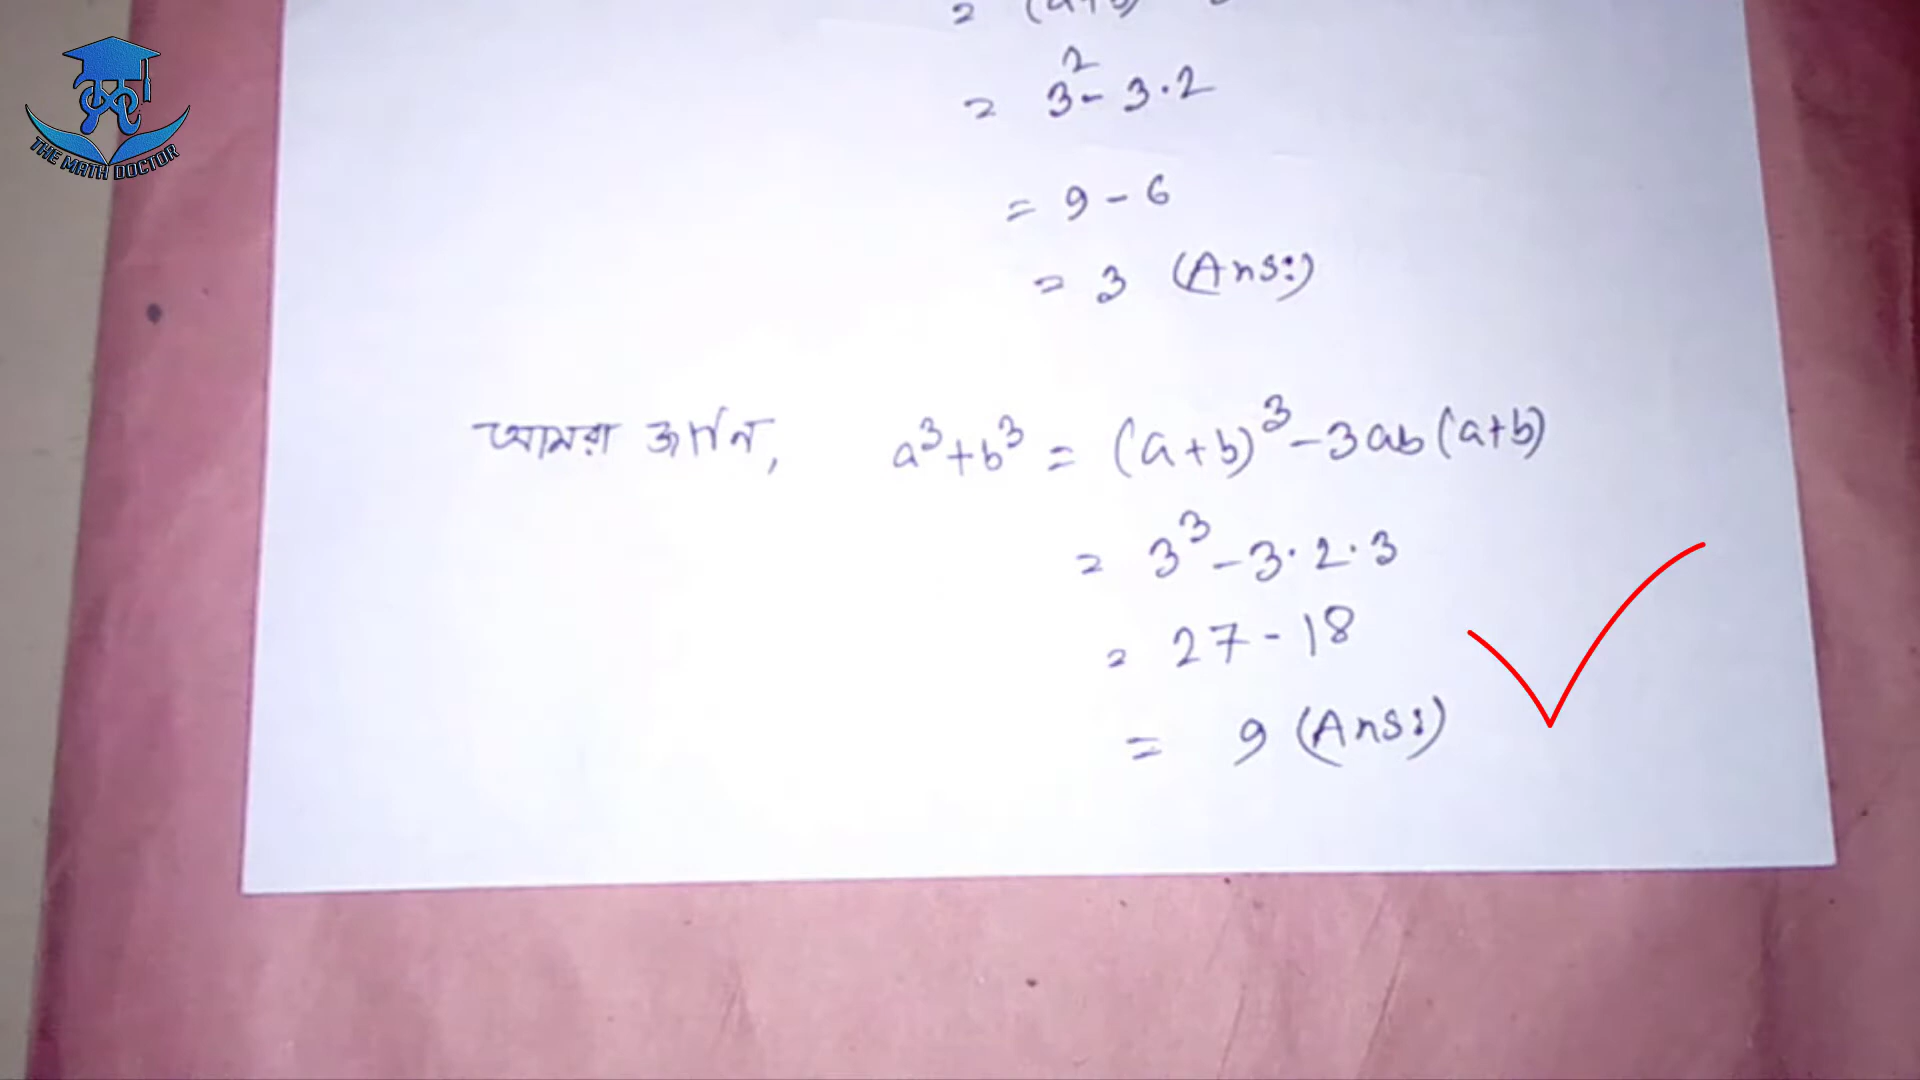 THE MATH DOCTOR
= (a+b)
= 3² - 3.2
= 9 - 6
= 3 (Ans:)
আমরা জানি, a³+b³ = (a+b)³-3ab(a+b)
= 3³-3.2.3
= 27-18
= 9 (Ans:)